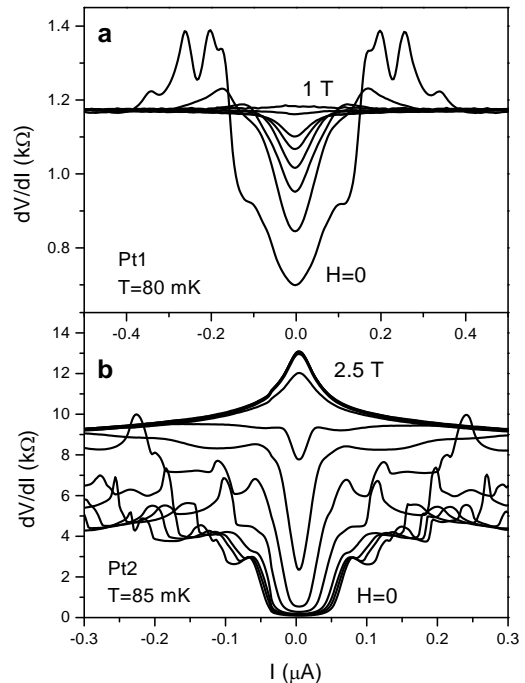 a
1.4
1.2
1.0
0.8
dV/dI (kΩ)
1 T
H=0
Pt1
T=80 mK
-0.4 -0.2 0.0 0.2 0.4
b
14
12
10
8
6
4
2
0
dV/dI (kΩ)
2.5 T
H=0
Pt2
T=85 mK
-0.3 -0.2 -0.1 0.0 0.1 0.2 0.3
I (μA)